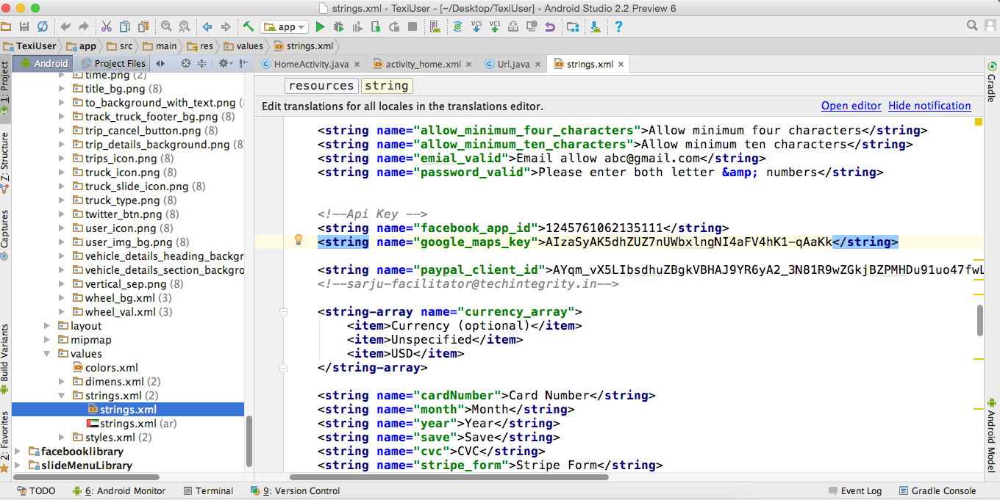 strings.xml - TexiUser - [~/Desktop/TexiUser] - Android Studio 2.2 Preview 6
app
VCS VCS
TexiUser app src main res values strings.xml
Android Project Files
HomeActivity.java activity_home.xml Url.java strings.xml
1: Project
Z: Structure
Captures
Build Variants
2: Favorites
time.png (2)
title_bg.png (8)
to_background_with_text.png (
track_truck_footer_bg.png (8)
trip_cancel_button.png (8)
trip_details_background.png (8
trips_icon.png (8)
truck_icon.png (8)
truck_slide_icon.png (8)
truck_type.png (8)
twitter_btn.png (8)
user_icon.png (8)
user_img_bg.png (8)
vehicle_details_heading_backgr
vehicle_details_section_backgro
vertical_sep.png (8)
wheel_bg.xml (3)
wheel_val.xml (3)
layout
mipmap
values
colors.xml
dimens.xml (2)
strings.xml (2)
strings.xml
strings.xml (ar)
styles.xml (2)
facebooklibrary
slideMenuLibrary
resources string
Edit translations for all locales in the translations editor. Open editor Hide notification
<string name="allow_minimum_four_characters">Allow minimum four characters</string>
<string name="allow_minimum_ten_characters">Allow minimum ten characters</string>
<string name="emial_valid">Email allow abc@gmail.com</string>
<string name="password_valid">Please enter both letter &amp; numbers</string>
<!--Api Key -->
<string name="facebook_app_id">1245761062135111</string>
<string name="google_maps_key">AIzaSyAK5dhZUZ7nUWbxlngNI4aFV4hK1-qAaKk</string>
<string name="paypal_client_id">AYqm_vX5LIbsdhuZBgkVBHAJ9YR6yA2_3N81R9wZGkjBZPMHDu91uo47fwL
<!--sarju-facilitator@techintegrity.in-->
<string-array name="currency_array">
<item>Currency (optional)</item>
<item>Unspecified</item>
<item>USD</item>
</string-array>
<string name="cardNumber">Card Number</string>
<string name="month">Month</string>
<string name="year">Year</string>
<string name="save">Save</string>
<string name="cvc">CVC</string>
<string name="stripe_form">Stripe Form</string>
Gradle
Android Model
TODO 6: Android Monitor Terminal 9: Version Control Event Log Gradle Console